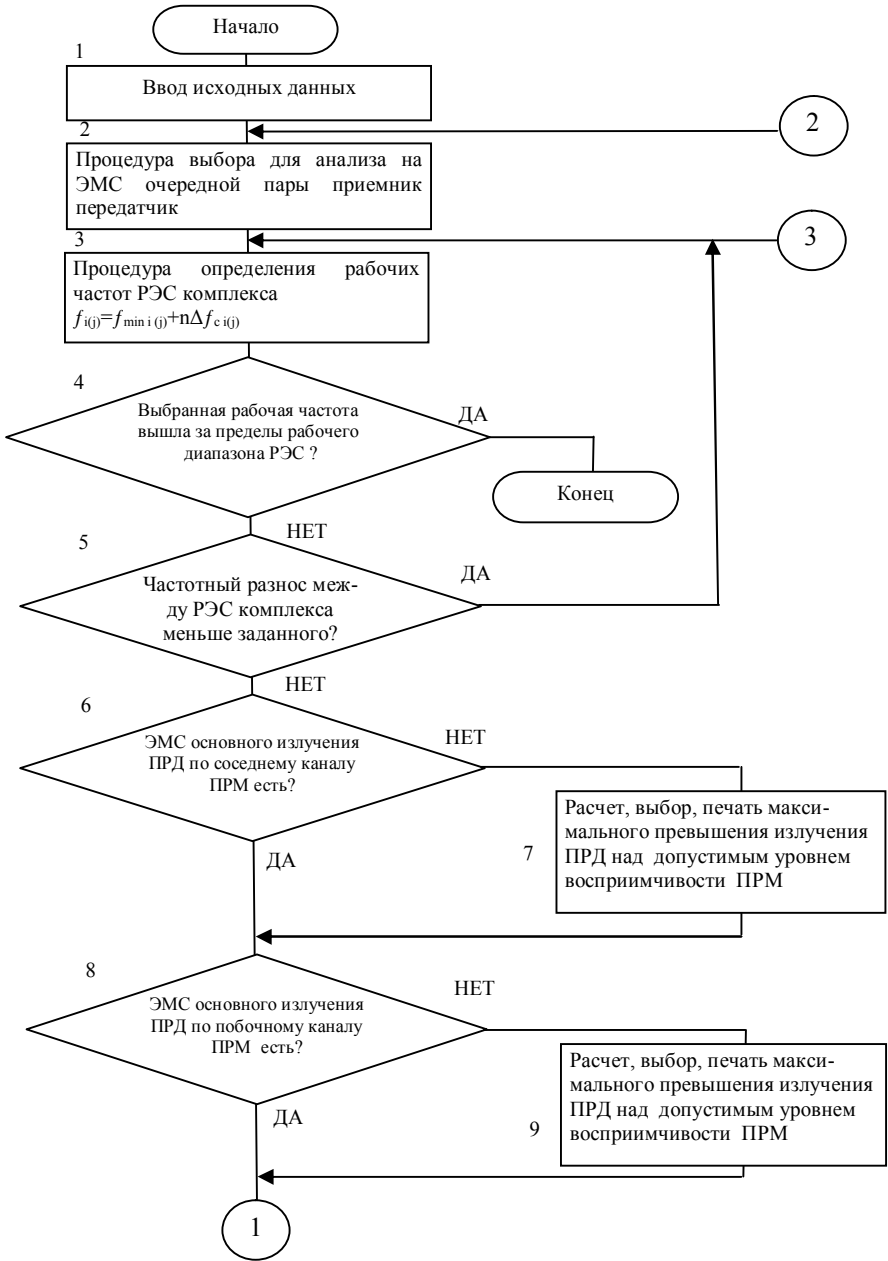 Начало
1
Ввод исходных данных
2
2
Процедура выбора для анализа на
ЭМС очередной пары приемник
передатчик
3
3
Процедура определения рабочих
частот РЭС комплекса
fi(j)=fmin i (j)+nΔfc i(j)
4
Выбранная рабочая частота
вышла за пределы рабочего
диапазона РЭС ?
ДА
Конец
НЕТ
5
Частотный разнос меж-
ду РЭС комплекса
меньше заданного?
ДА
НЕТ
6
ЭМС основного излучения
ПРД по соседнему каналу
ПРМ есть?
НЕТ
ДА
7
Расчет, выбор, печать макси-
мального превышения излучения
ПРД над допустимым уровнем
восприимчивости ПРМ
8
ЭМС основного излучения
ПРД по побочному каналу
ПРМ есть?
НЕТ
ДА
9
Расчет, выбор, печать макси-
мального превышения излучения
ПРД над допустимым уровнем
восприимчивости ПРМ
1